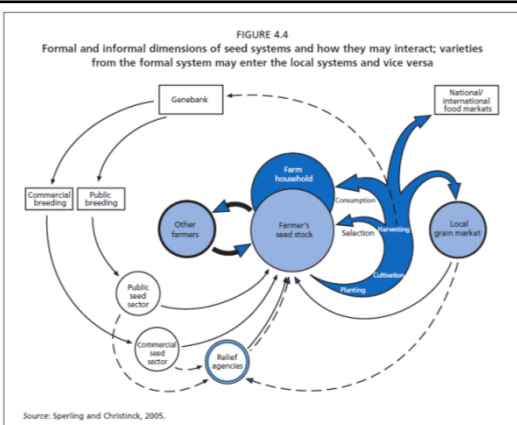 FIGURE 4.4
Formal and informal dimensions of seed systems and how they may interact; varieties
from the formal system may enter the local systems and vice versa
Genebank
National/
international
food markets
Farm
household
Commercial
breeding
Public
breeding
Consumption
Other
farmers
Farmer's
seed stock
Selection
Harvesting
Local
grain market
Cultivation
Planting
Public
seed
sector
Commercial
seed
sector
Relief
agencies
Source: Sperling and Christinck, 2005.